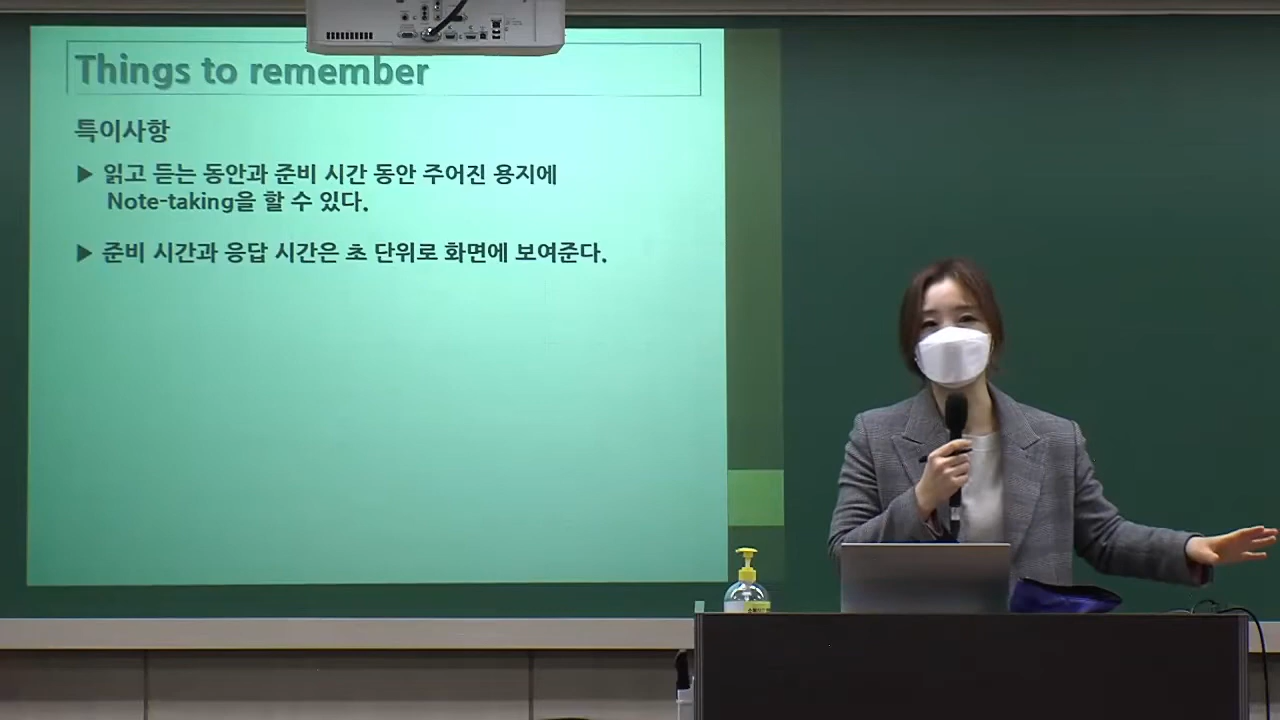 Things to remember
특이사항
▶ 읽고 듣는 동안과 준비 시간 동안 주어진 용지에
Note-taking을 할 수 있다.
▶ 준비 시간과 응답 시간은 초 단위로 화면에 보여준다.